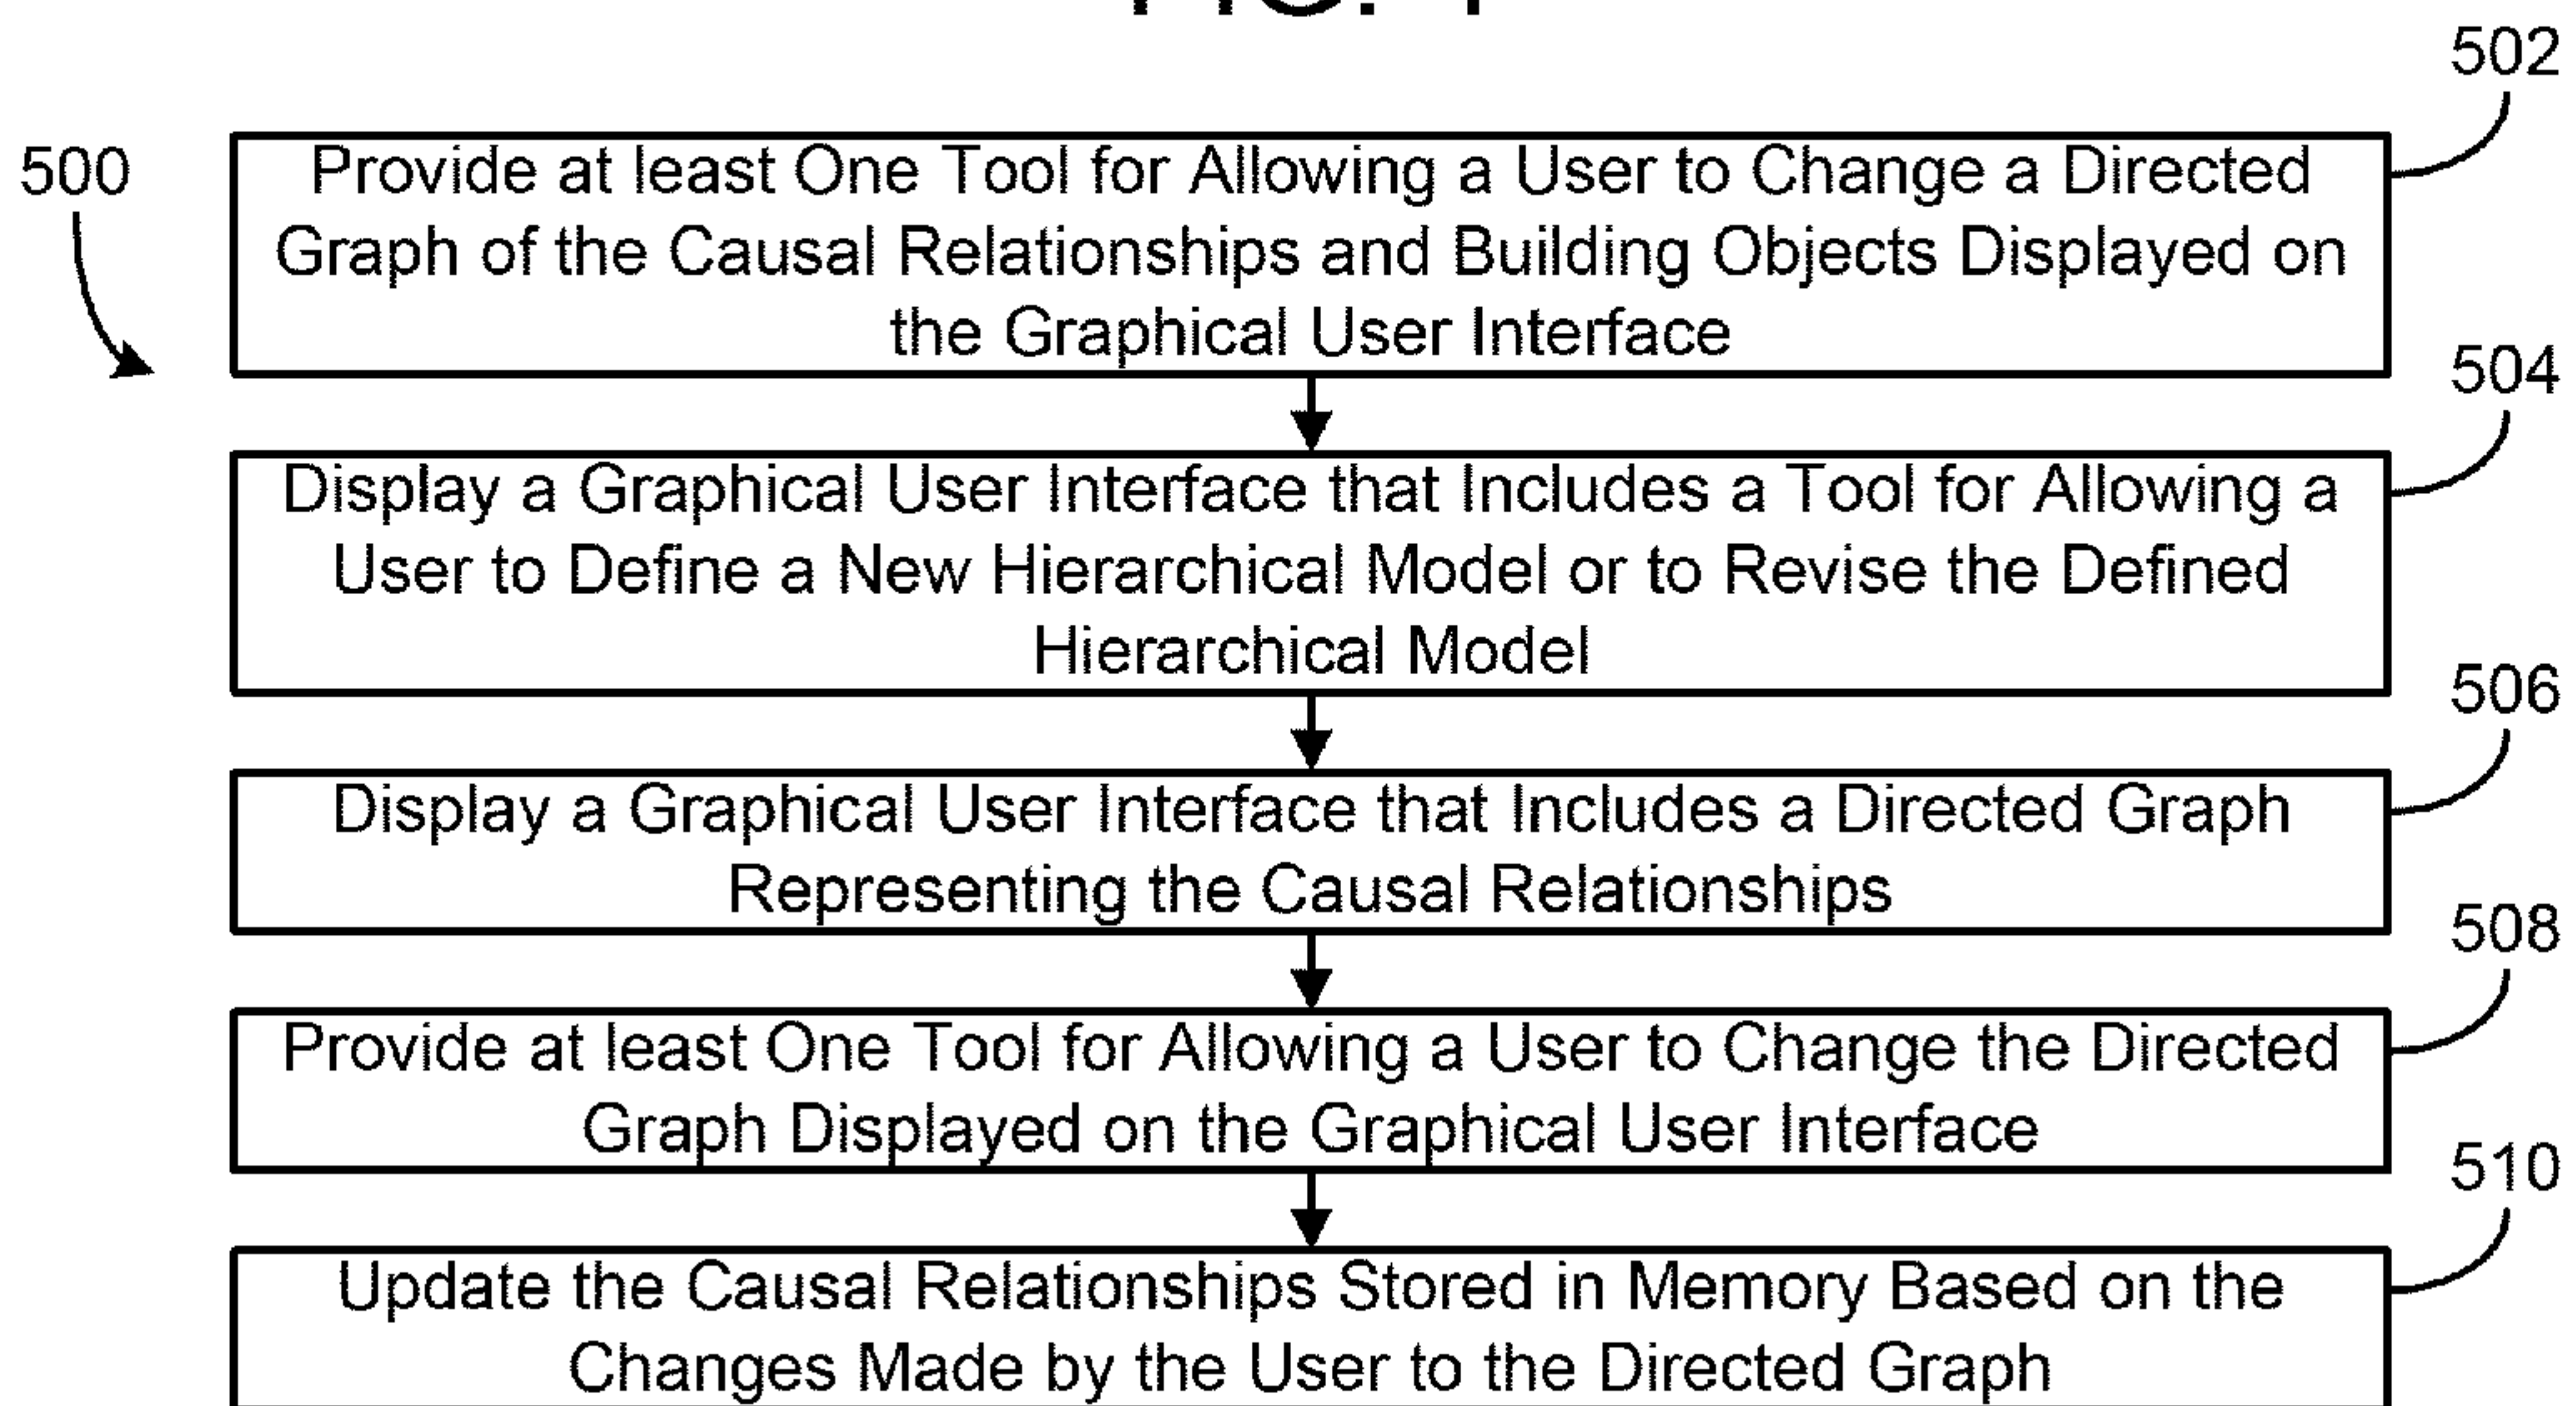 502
500
Provide at least One Tool for Allowing a User to Change a Directed
Graph of the Causal Relationships and Building Objects Displayed on
the Graphical User Interface
504
Display a Graphical User Interface that Includes a Tool for Allowing a
User to Define a New Hierarchical Model or to Revise the Defined
Hierarchical Model
506
Display a Graphical User Interface that Includes a Directed Graph
Representing the Causal Relationships
508
Provide at least One Tool for Allowing a User to Change the Directed
Graph Displayed on the Graphical User Interface
510
Update the Causal Relationships Stored in Memory Based on the
Changes Made by the User to the Directed Graph